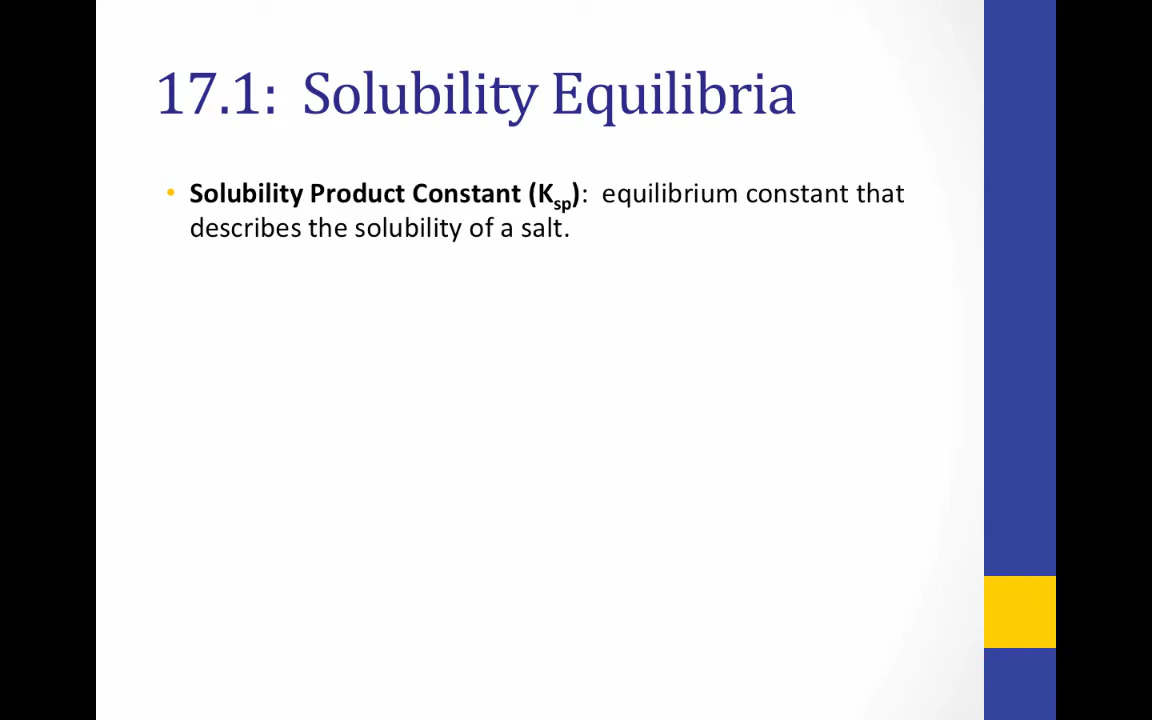 17.1:  Solubility Equilibria
• Solubility Product Constant (Ksp):  equilibrium constant that
describes the solubility of a salt.